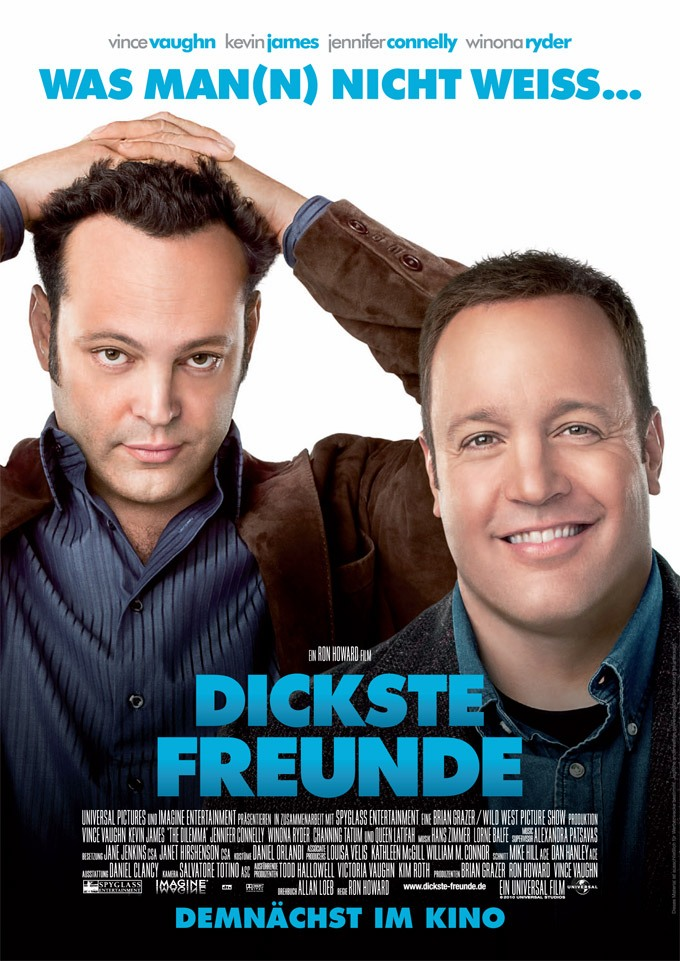 vincevaughn kevinjames jenniferconnelly winonaryder
WAS MAN(N) NICHT WEISS...
EIN RON HOWARD FILM
DICKSTE
FREUNDE
UNIVERSAL PICTURES UND IMAGINE ENTERTAINMENT PRÄSENTIEREN IN ZUSAMMENARBEIT MIT SPYGLASS ENTERTAINMENT EINE BRIAN GRAZER/WILD WEST PICTURE SHOW PRODUKTION
VINCE VAUGHN KEVIN JAMES "THE DILEMMA" JENNIFER CONNELLY WINONA RYDER CHANNING TATUM UND QUEEN LATIFAH MUSIK HANS ZIMMER LORNE BALFE MUSIC SUPERVISOR ALEXANDRA PATSAVAS
BESETZUNG JANE JENKINS CSA JANET HIRSHENSON CSA KOSTÜME DANIEL ORLANDI ASSOCIATE PRODUCERS LOUISA VELIS KATHLEEN McGILL WILLIAM M. CONNOR SCHNITT MIKE HILL ACE DAN HANLEY ACE
AUSSTATTUNG DANIEL CLANCY KAMERA SALVATORE TOTINO ASC AUSFÜHRENDE PRODUZENTEN TODD HALLOWELL VICTORIA VAUGHN KIM ROTH PRODUZENTEN BRIAN GRAZER RON HOWARD VINCE VAUGHN
SPYGLASS ENTERTAINMENT IMAGINE dts DREHBUCH ALLAN LOEB REGIE RON HOWARD www.dickste-freunde.de EIN UNIVERSAL FILM UNIVERSAL
© 2010 UNIVERSAL STUDIOS
DEMNÄCHST IM KINO